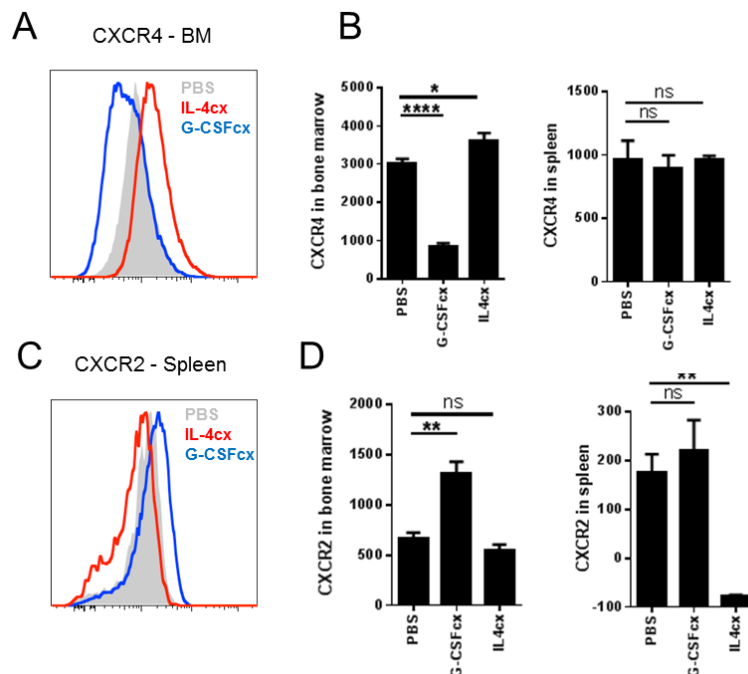 A
CXCR4 - BM
PBS
IL-4cx
G-CSFcx
B
CXCR4 in bone marrow
5000
4000
3000
2000
1000
0
*
****
PBS
G-CSFcx
IL4cx
CXCR4 in spleen
1500
1000
500
0
ns
ns
PBS
G-CSFcx
IL4cx
C
CXCR2 - Spleen
PBS
IL-4cx
G-CSFcx
D
CXCR2 in bone marrow
2000
1500
1000
500
0
ns
**
PBS
G-CSFcx
IL4cx
CXCR2 in spleen
300
200
100
0
-100
**
ns
PBS
G-CSFcx
IL4cx